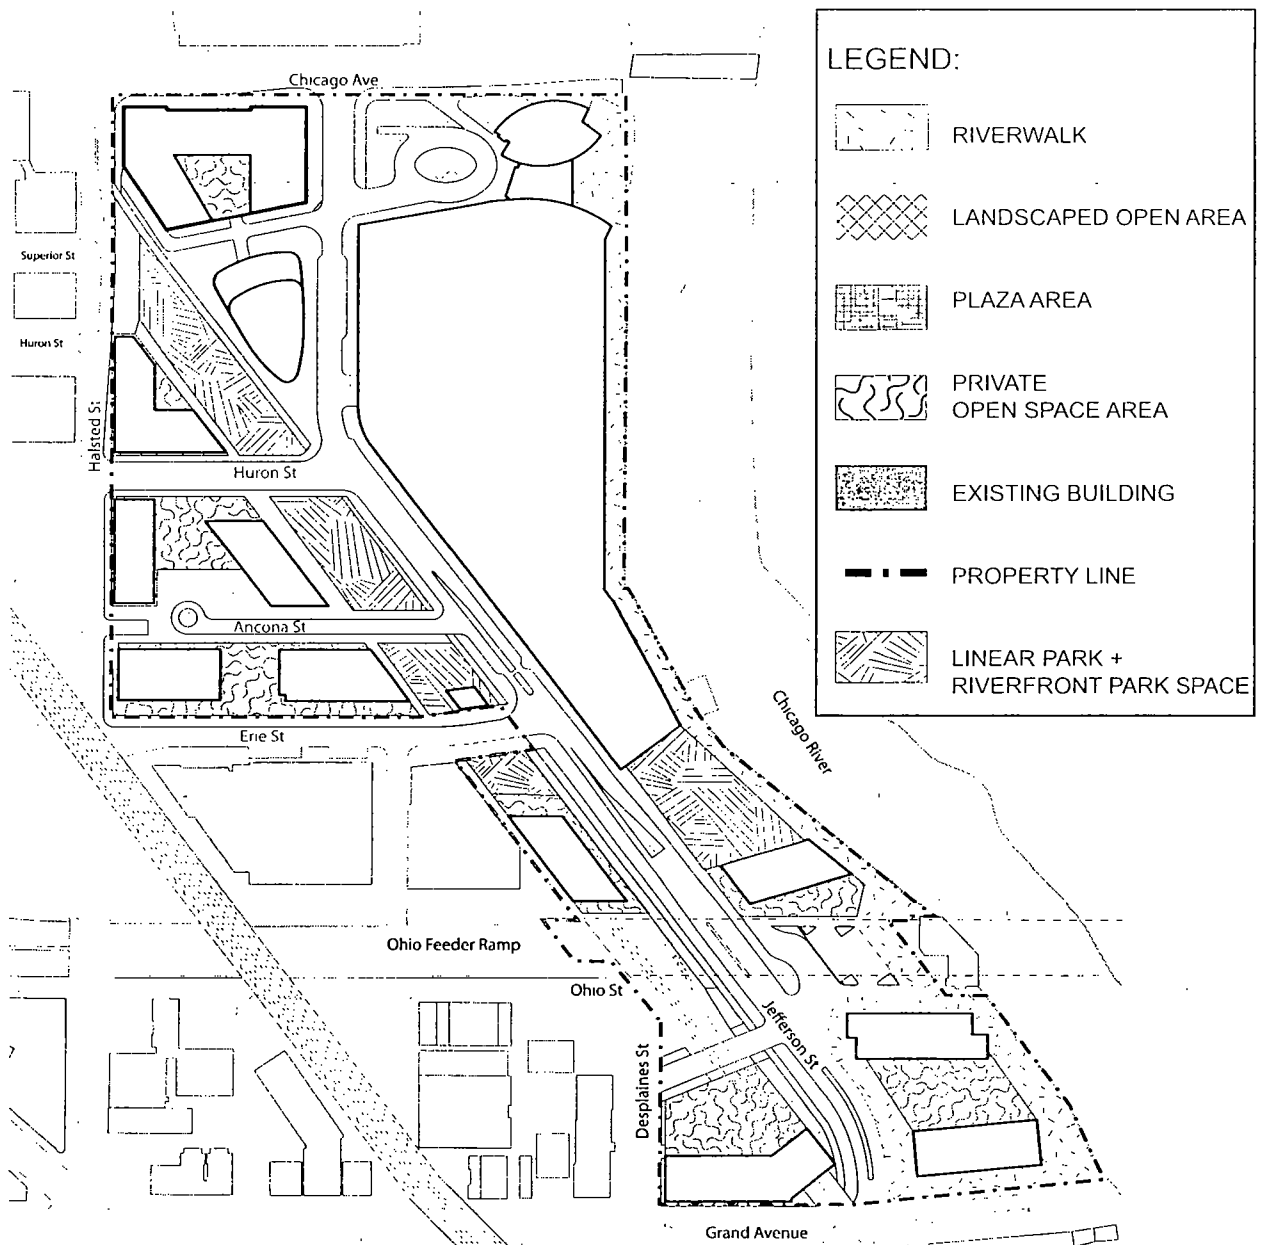 Chicago Ave
LEGEND:
RIVERWALK
LANDSCAPED OPEN AREA
PLAZA AREA
PRIVATE
OPEN SPACE AREA
EXISTING BUILDING
PROPERTY LINE
LINEAR PARK +
RIVERFRONT PARK SPACE
Superior St
Huron St
Halsted St
Huron St
Ancona St
Erie St
Chicago River
Ohio Feeder Ramp
Ohio St
Jefferson St
Desplaines St
Grand Avenue